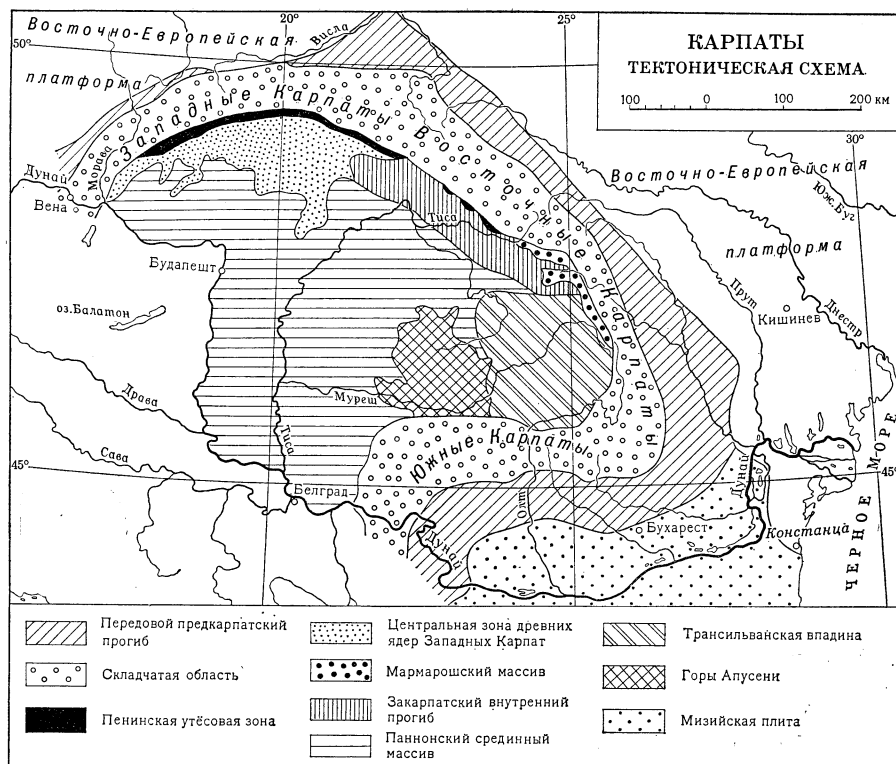 КАРПАТЫ
ТЕКТОНИЧЕСКАЯ СХЕМА
100 0 100 200 км
20°
25°
30°
50°
50°
45°
45°
Восточно-Европейская
платформа
Висла
Западные Карпаты
Восточные Карпаты
Восточно-Европейская
платформа
Юж. Буг
Морава
Дунай
Вена
Тиса
Будапешт
Прут
Днестр
Кишинев
оз. Балатон
Драва
Муреш
Тиса
Сава
Южные Карпаты
Белград
Дунай
Олт
Бухарест
Дунай
Констанца
ЧЕРНОЕ МОРЕ
Передовой предкарпатский
прогиб
Складчатая область
Пенинская утёсовая зона
Центральная зона древних
ядер Западных Карпат
Мармарошский массив
Закарпатский внутренний
прогиб
Паннонский срединный
массив
Трансильванская впадина
Горы Апусени
Мизийская плита